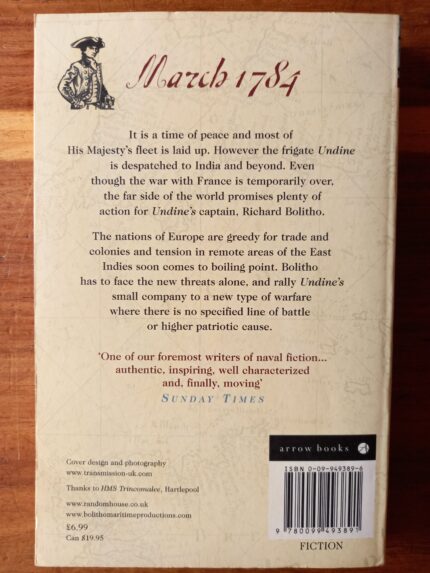 March 1784
It is a time of peace and most of
His Majesty's fleet is laid up. However the frigate Undine
is despatched to India and beyond. Even
though the war with France is temporarily over,
the far side of the world promises plenty of
action for Undine's captain, Richard Bolitho.
The nations of Europe are greedy for trade and
colonies and tension in remote areas of the East
Indies soon comes to boiling point. Bolitho
has to face the new threats alone, and rally Undine's
small company to a new type of warfare
where there is no specified line of battle
or higher patriotic cause.
'One of our foremost writers of naval fiction...
authentic, inspiring, well characterized
and, finally, moving'
SUNDAY TIMES
Cover design and photography
www.transmission-uk.com
Thanks to HMS Trincomalee, Hartlepool
www.randomhouse.co.uk
www.bolithomaritimeproductions.com
£6.99
Can $19.95
arrow books
ISBN 0-09-949389-6
9 780099 493891
FICTION